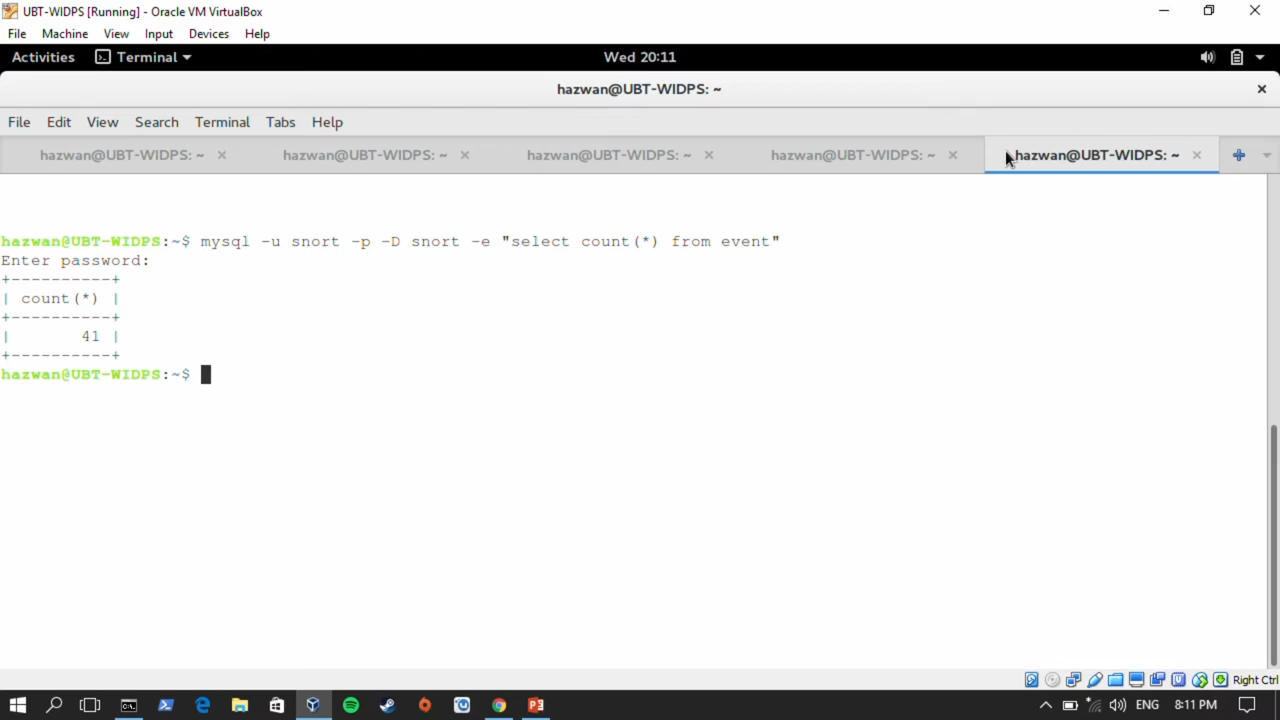 UBT-WIDPS [Running] - Oracle VM VirtualBox
File Machine View Input Devices Help
Activities Terminal Wed 20:11
hazwan@UBT-WIDPS: ~
File Edit View Search Terminal Tabs Help
hazwan@UBT-WIDPS: ~ hazwan@UBT-WIDPS: ~ hazwan@UBT-WIDPS: ~ hazwan@UBT-WIDPS: ~ hazwan@UBT-WIDPS: ~
hazwan@UBT-WIDPS:~$ mysql -u snort -p -D snort -e "select count(*) from event"
Enter password:
+----------+
| count(*) |
+----------+
|       41 |
+----------+
hazwan@UBT-WIDPS:~$
Right Ctrl
ENG 8:11 PM